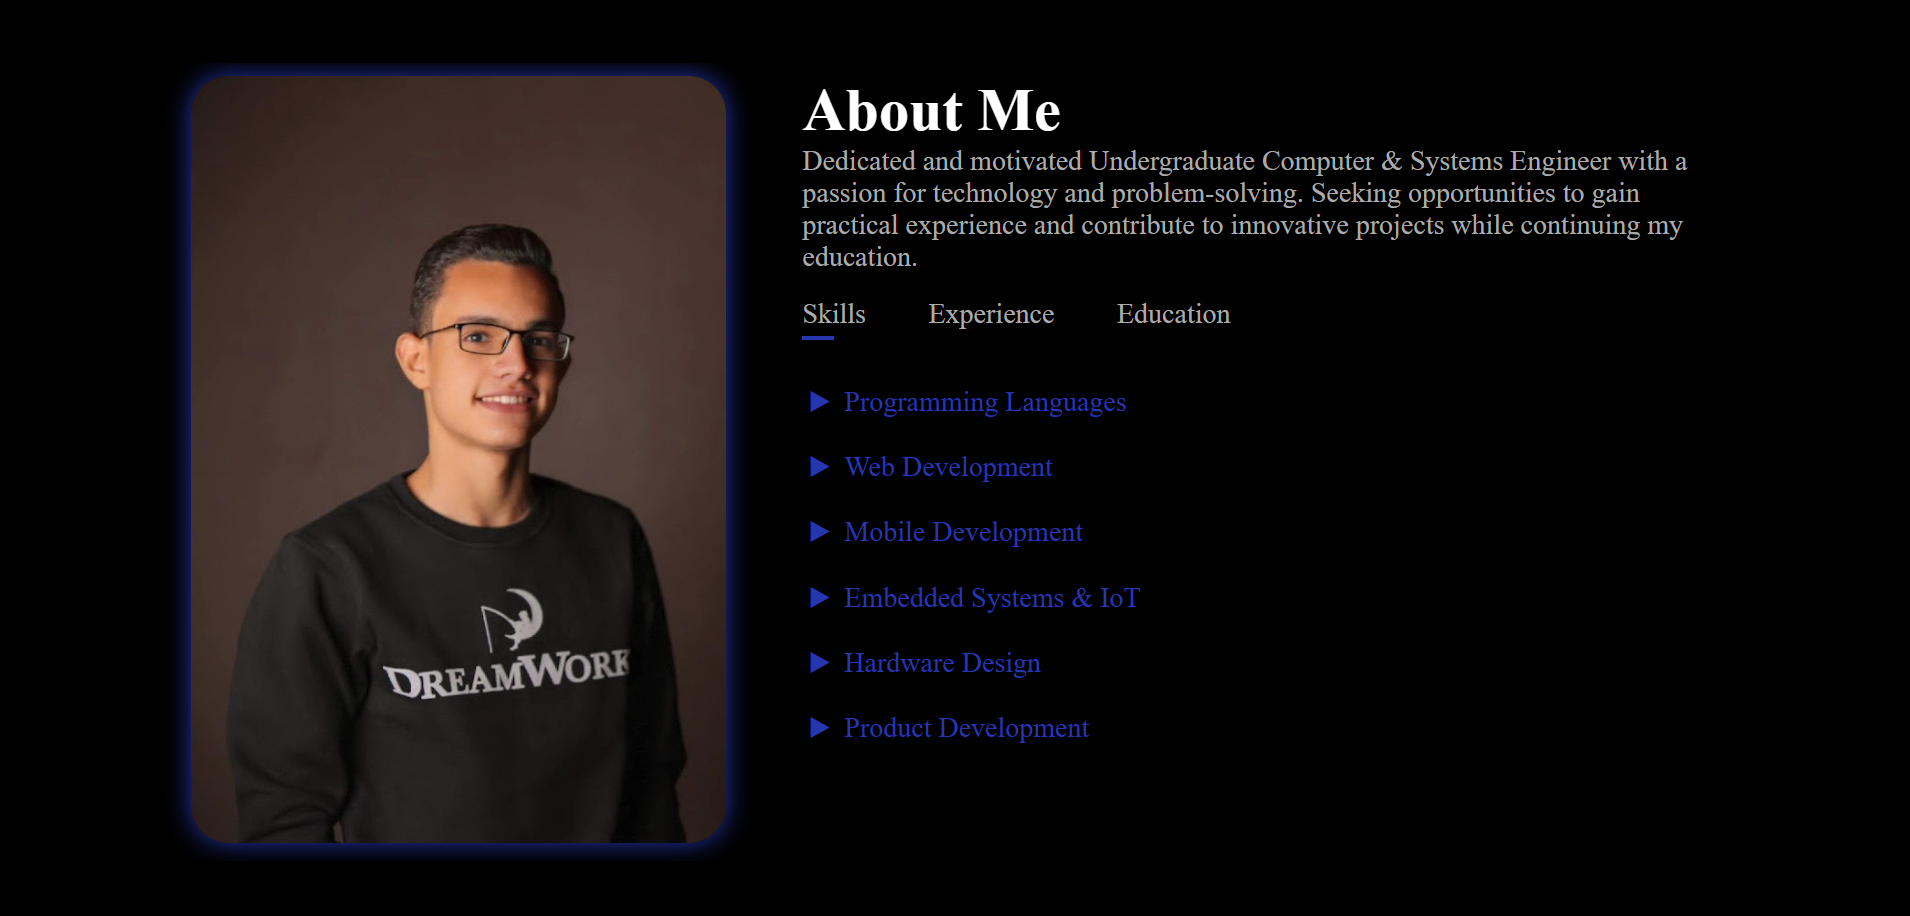 About Me
Dedicated and motivated Undergraduate Computer & Systems Engineer with a
passion for technology and problem-solving. Seeking opportunities to gain
practical experience and contribute to innovative projects while continuing my
education.
Skills Experience Education
Programming Languages
Web Development
Mobile Development
Embedded Systems & IoT
Hardware Design
Product Development
DREAMWORK